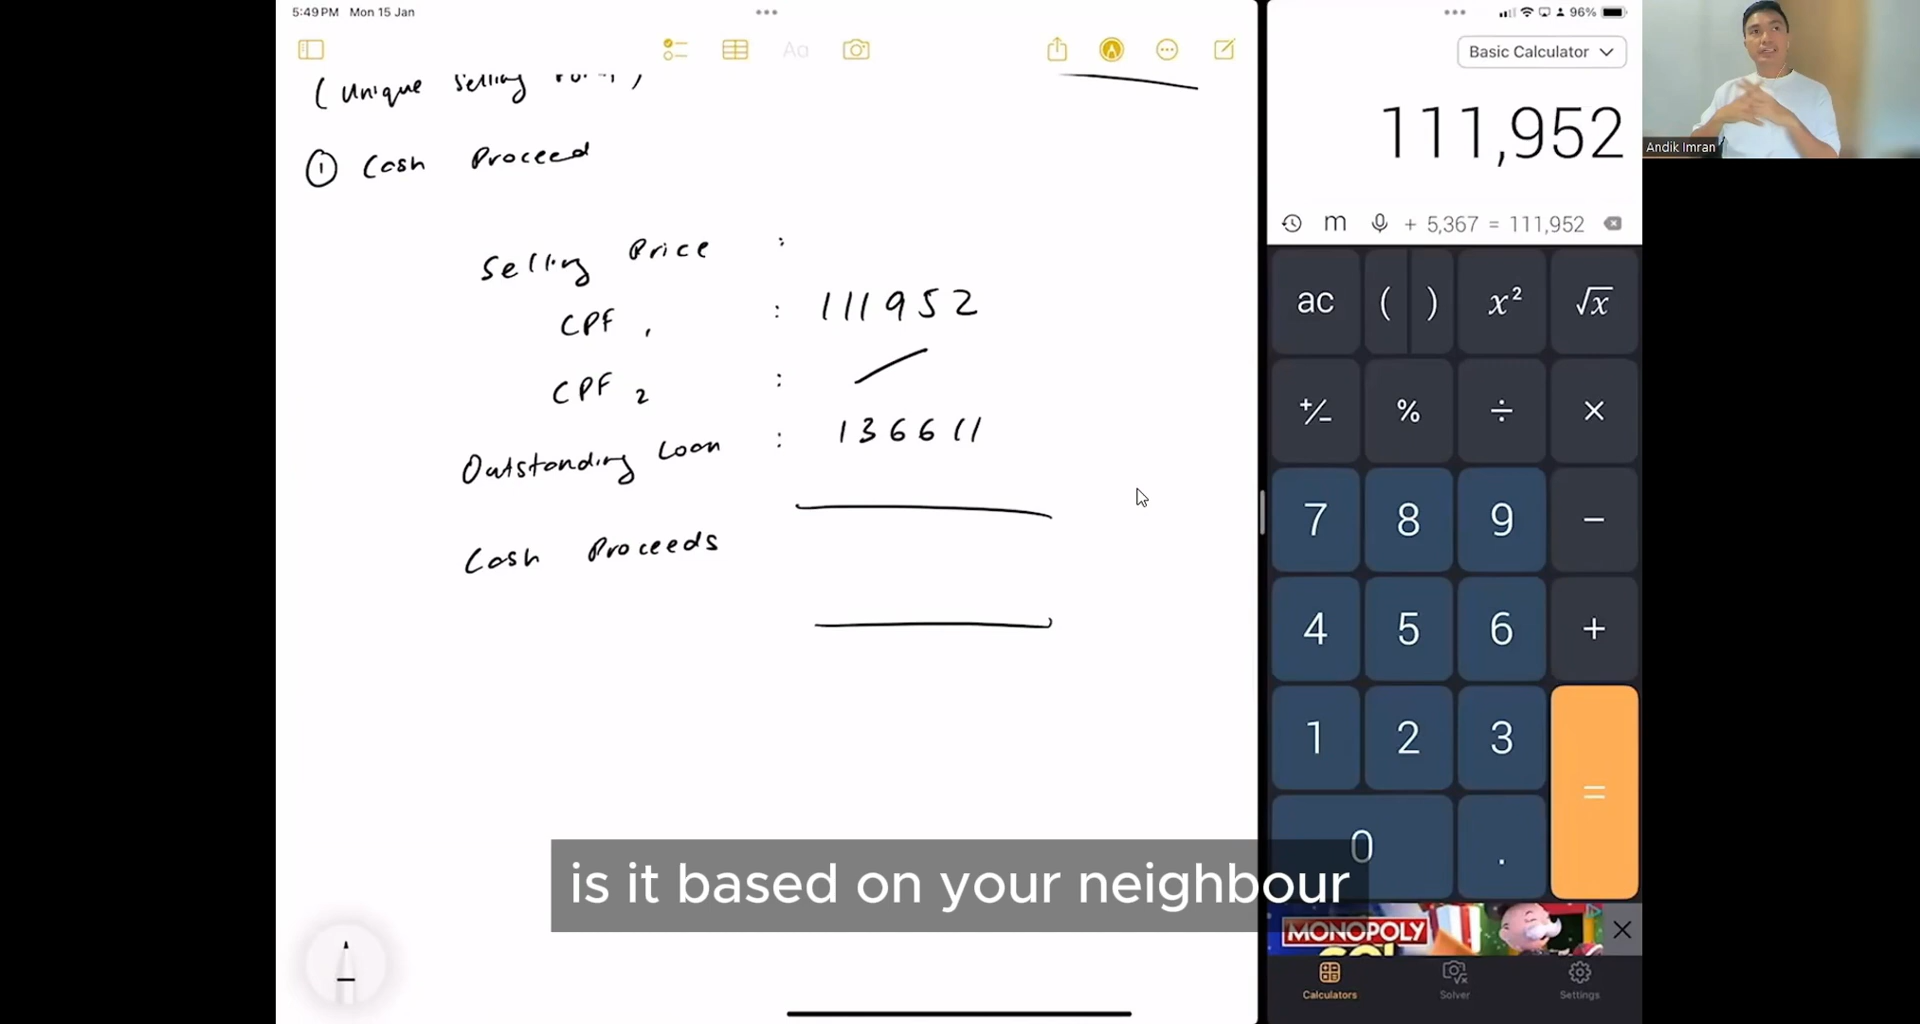 5:49 PM Mon 15 Jan
96%
(Unique Selling
Basic Calculator
111,952
Andik Imran
1 Cash Proceed
m + 5,367 = 111,952
Selling Price :
CPF 1 : 111952
CPF 2 :
Outstanding Loan : 136611
Cash Proceeds
ac ( ) x² √x
+/- % ÷ ×
7 8 9 −
4 5 6 +
1 2 3 =
0 .
is it based on your neighbour
MONOPOLY
GO!
Calculators Solver Settings